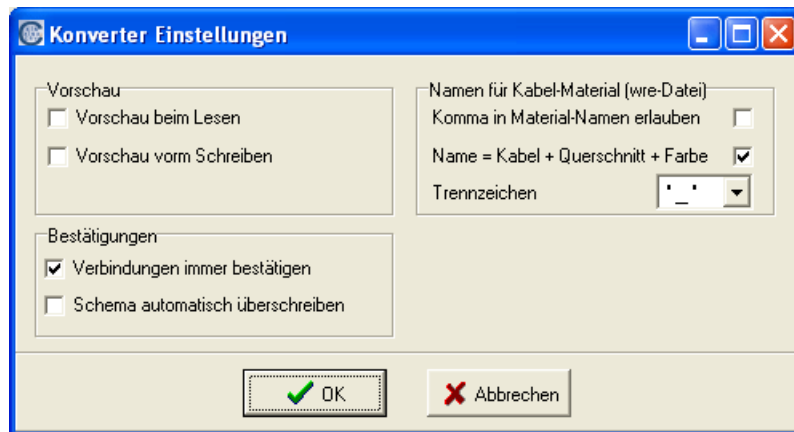 Konverter Einstellungen
Vorschau
Vorschau beim Lesen
Vorschau vorm Schreiben
Bestätigungen
Verbindungen immer bestätigen
Schema automatisch überschreiben
Namen für Kabel-Material (wre-Datei)
Komma in Material-Namen erlauben
Name = Kabel + Querschnitt + Farbe
Trennzeichen '_'
OK
Abbrechen